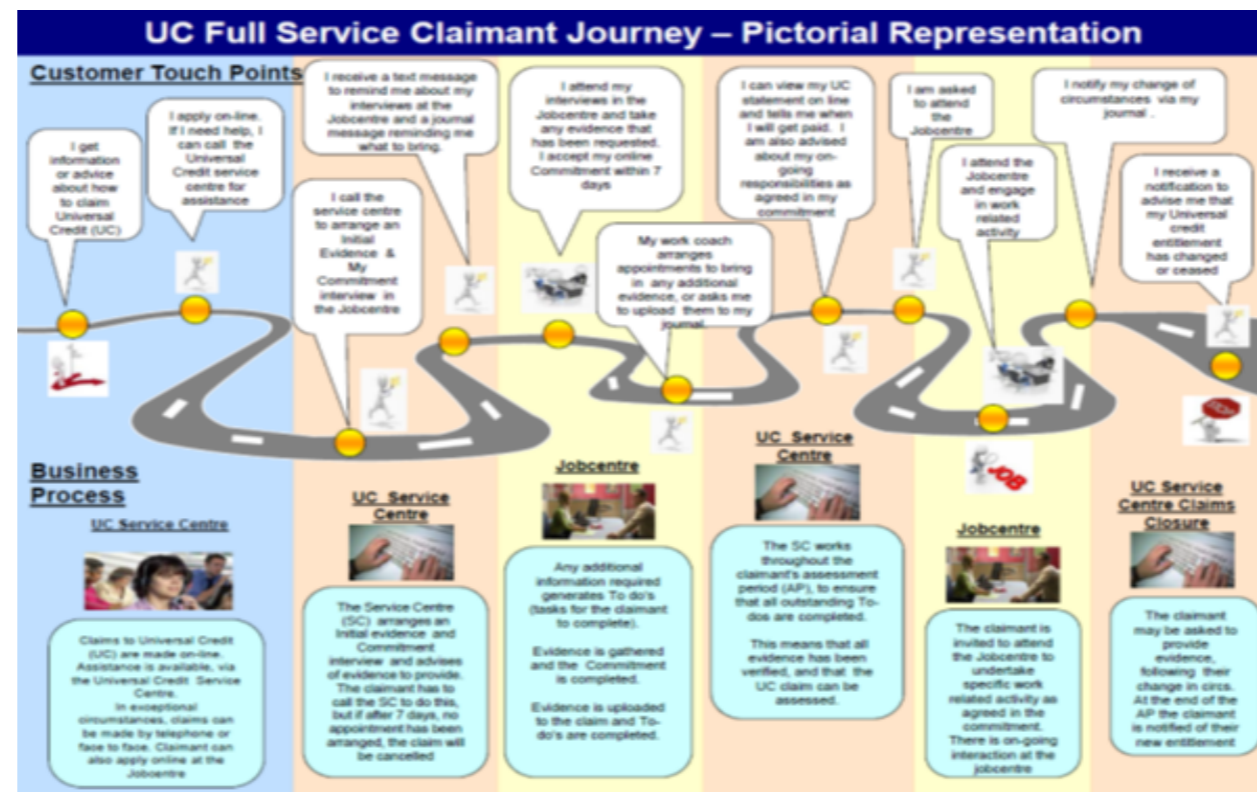 UC Full Service Claimant Journey – Pictorial Representation
Customer Touch Points
I get
information
or advice
about how
to claim
Universal
Credit (UC)
I apply on-line.
If I need help, I
can call the
Universal
Credit service
centre for
assistance
I receive a text message
to remind me about my
interviews at the
Jobcentre and a journal
message reminding me
what to bring.
I call the
service centre
to arrange an
Initial
Evidence &
My
Commitment
interview in
the Jobcentre
I attend my
interviews in the
Jobcentre and take
any evidence that
has been requested.
I accept my online
Commitment within 7
days
My work coach
arranges
appointments to bring
in any additional
evidence, or asks me
to upload them to my
journal.
I can view my UC
statement on line
and tells me when
I will get paid. I
am also advised
about my on-
going
responsibilities as
agreed in my
commitment
I am asked
to attend
the
Jobcentre
I attend the
Jobcentre
and engage
in work
related
activity
I notify my change of
circumstances via my
journal .
I receive a
notification to
advise me that
my Universal
credit
entitlement
has changed
or ceased
STOP
JOB
Business
Process
UC Service Centre
Claims to Universal Credit
(UC) are made on-line.
Assistance is available, via
the Universal Credit Service
Centre.
In exceptional
circumstances, claims can
be made by telephone or
face to face. Claimant can
also apply online at the
Jobcentre
UC Service
Centre
The Service Centre
(SC) arranges an
Initial evidence and
Commitment
interview and advises
of evidence to provide.
The claimant has to
call the SC to do this,
but if after 7 days, no
appointment has been
arranged, the claim will
be cancelled
Jobcentre
Any additional
information required
generates To do's
(tasks for the claimant
to complete).
Evidence is gathered
and the Commitment
is completed.
Evidence is uploaded
to the claim and To-
do's are completed.
UC Service
Centre
The SC works
throughout the
claimant's assessment
period (AP), to ensure
that all outstanding To-
dos are completed.
This means that all
evidence has been
verified, and that the
UC claim can be
assessed.
Jobcentre
The claimant is
invited to attend
the Jobcentre to
undertake
specific work
related activity as
agreed in the
commitment.
There is on-going
interaction at the
jobcentre
UC Service
Centre Claims
Closure
The claimant
may be asked to
provide
evidence,
following their
change in circs.
At the end of the
AP the claimant
is notified of their
new entitlement